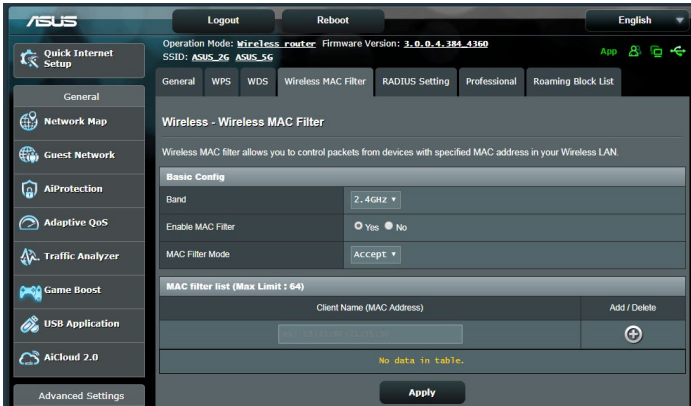 ASUS
Logout
Reboot
English
Quick Internet
Setup
Operation Mode: Wireless router Firmware Version: 3.0.0.4.384_4360
SSID: ASUS_2G ASUS_5G
App
General
WPS
WDS
Wireless MAC Filter
RADIUS Setting
Professional
Roaming Block List
General
Network Map
Guest Network
AiProtection
Adaptive QoS
Traffic Analyzer
Game Boost
USB Application
AiCloud 2.0
Advanced Settings
Wireless - Wireless MAC Filter
Wireless MAC filter allows you to control packets from devices with specified MAC address in your Wireless LAN.
Basic Config
Band
2.4GHz
Enable MAC Filter
Yes No
MAC Filter Mode
Accept
MAC filter list (Max Limit : 64)
Client Name (MAC Address)
Add / Delete
No data in table.
Apply